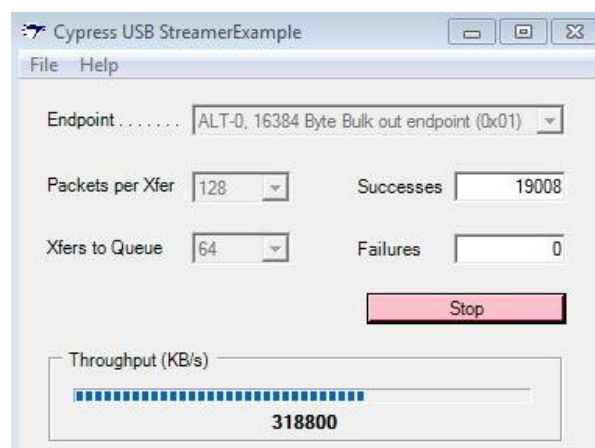 Cypress USB StreamerExample
File Help
Endpoint . . . . . . . ALT-0, 16384 Byte Bulk out endpoint (0x01)
Packets per Xfer 128 Successes 19008
Xfers to Queue 64 Failures 0
Stop
Throughput (KB/s)
318800